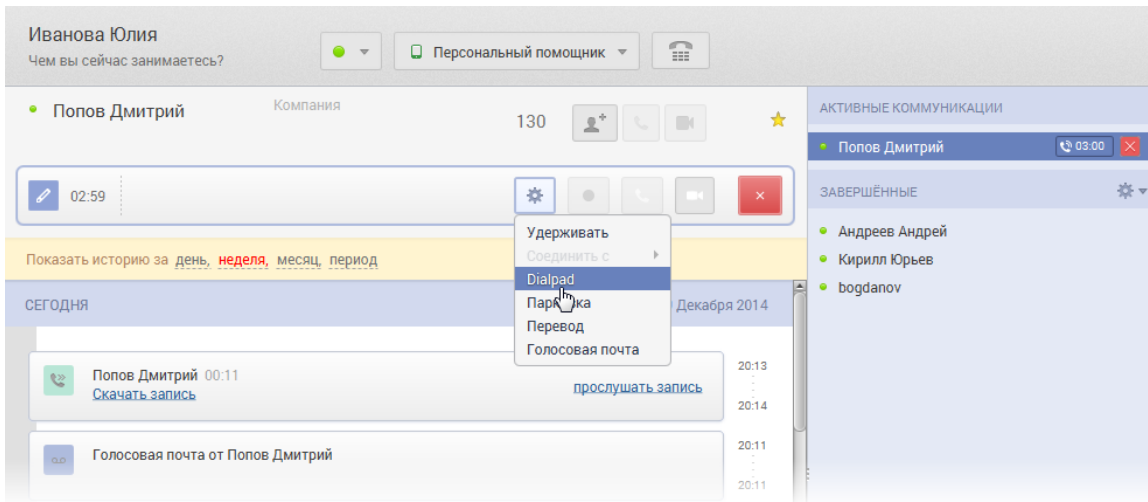 Иванова Юлия
Чем вы сейчас занимаетесь?
Персональный помощник
Попов Дмитрий
Компания
130
02:59
Удерживать
Соединить с
Dialpad
Перевод
Голосовая почта
Показать историю за день, неделя, месяц, период
СЕГОДНЯ
Декабря 2014
Попов Дмитрий 00:11
Скачать запись
прослушать запись
20:13
20:14
Голосовая почта от Попов Дмитрий
20:11
20:11
АКТИВНЫЕ КОММУНИКАЦИИ
Попов Дмитрий
03:00
ЗАВЕРШЁННЫЕ
Андреев Андрей
Кирилл Юрьев
bogdanov